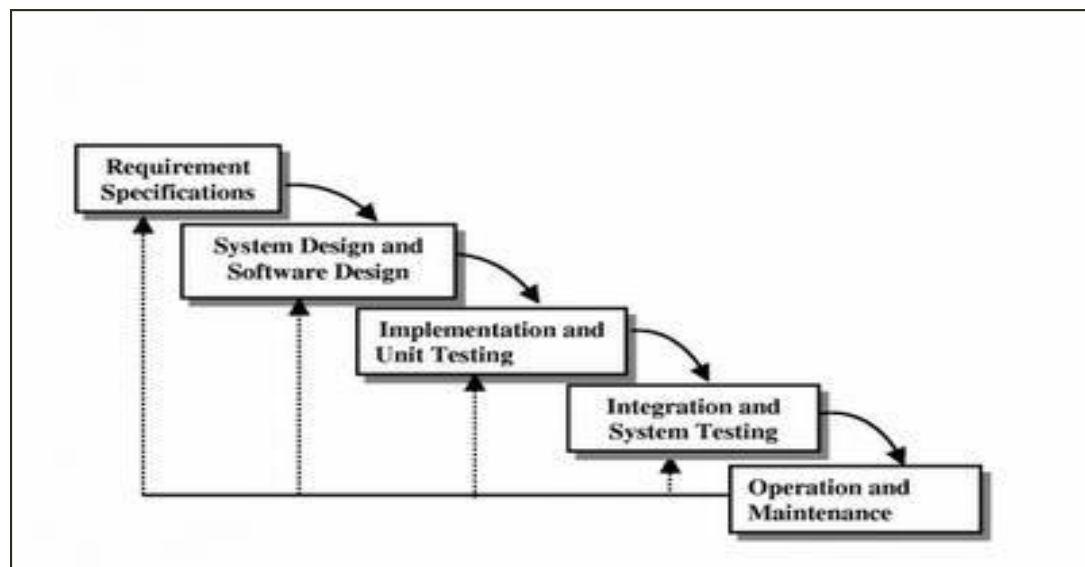 Requirement
Specifications
System Design and
Software Design
Implementation and
Unit Testing
Integration and
System Testing
Operation and
Maintenance